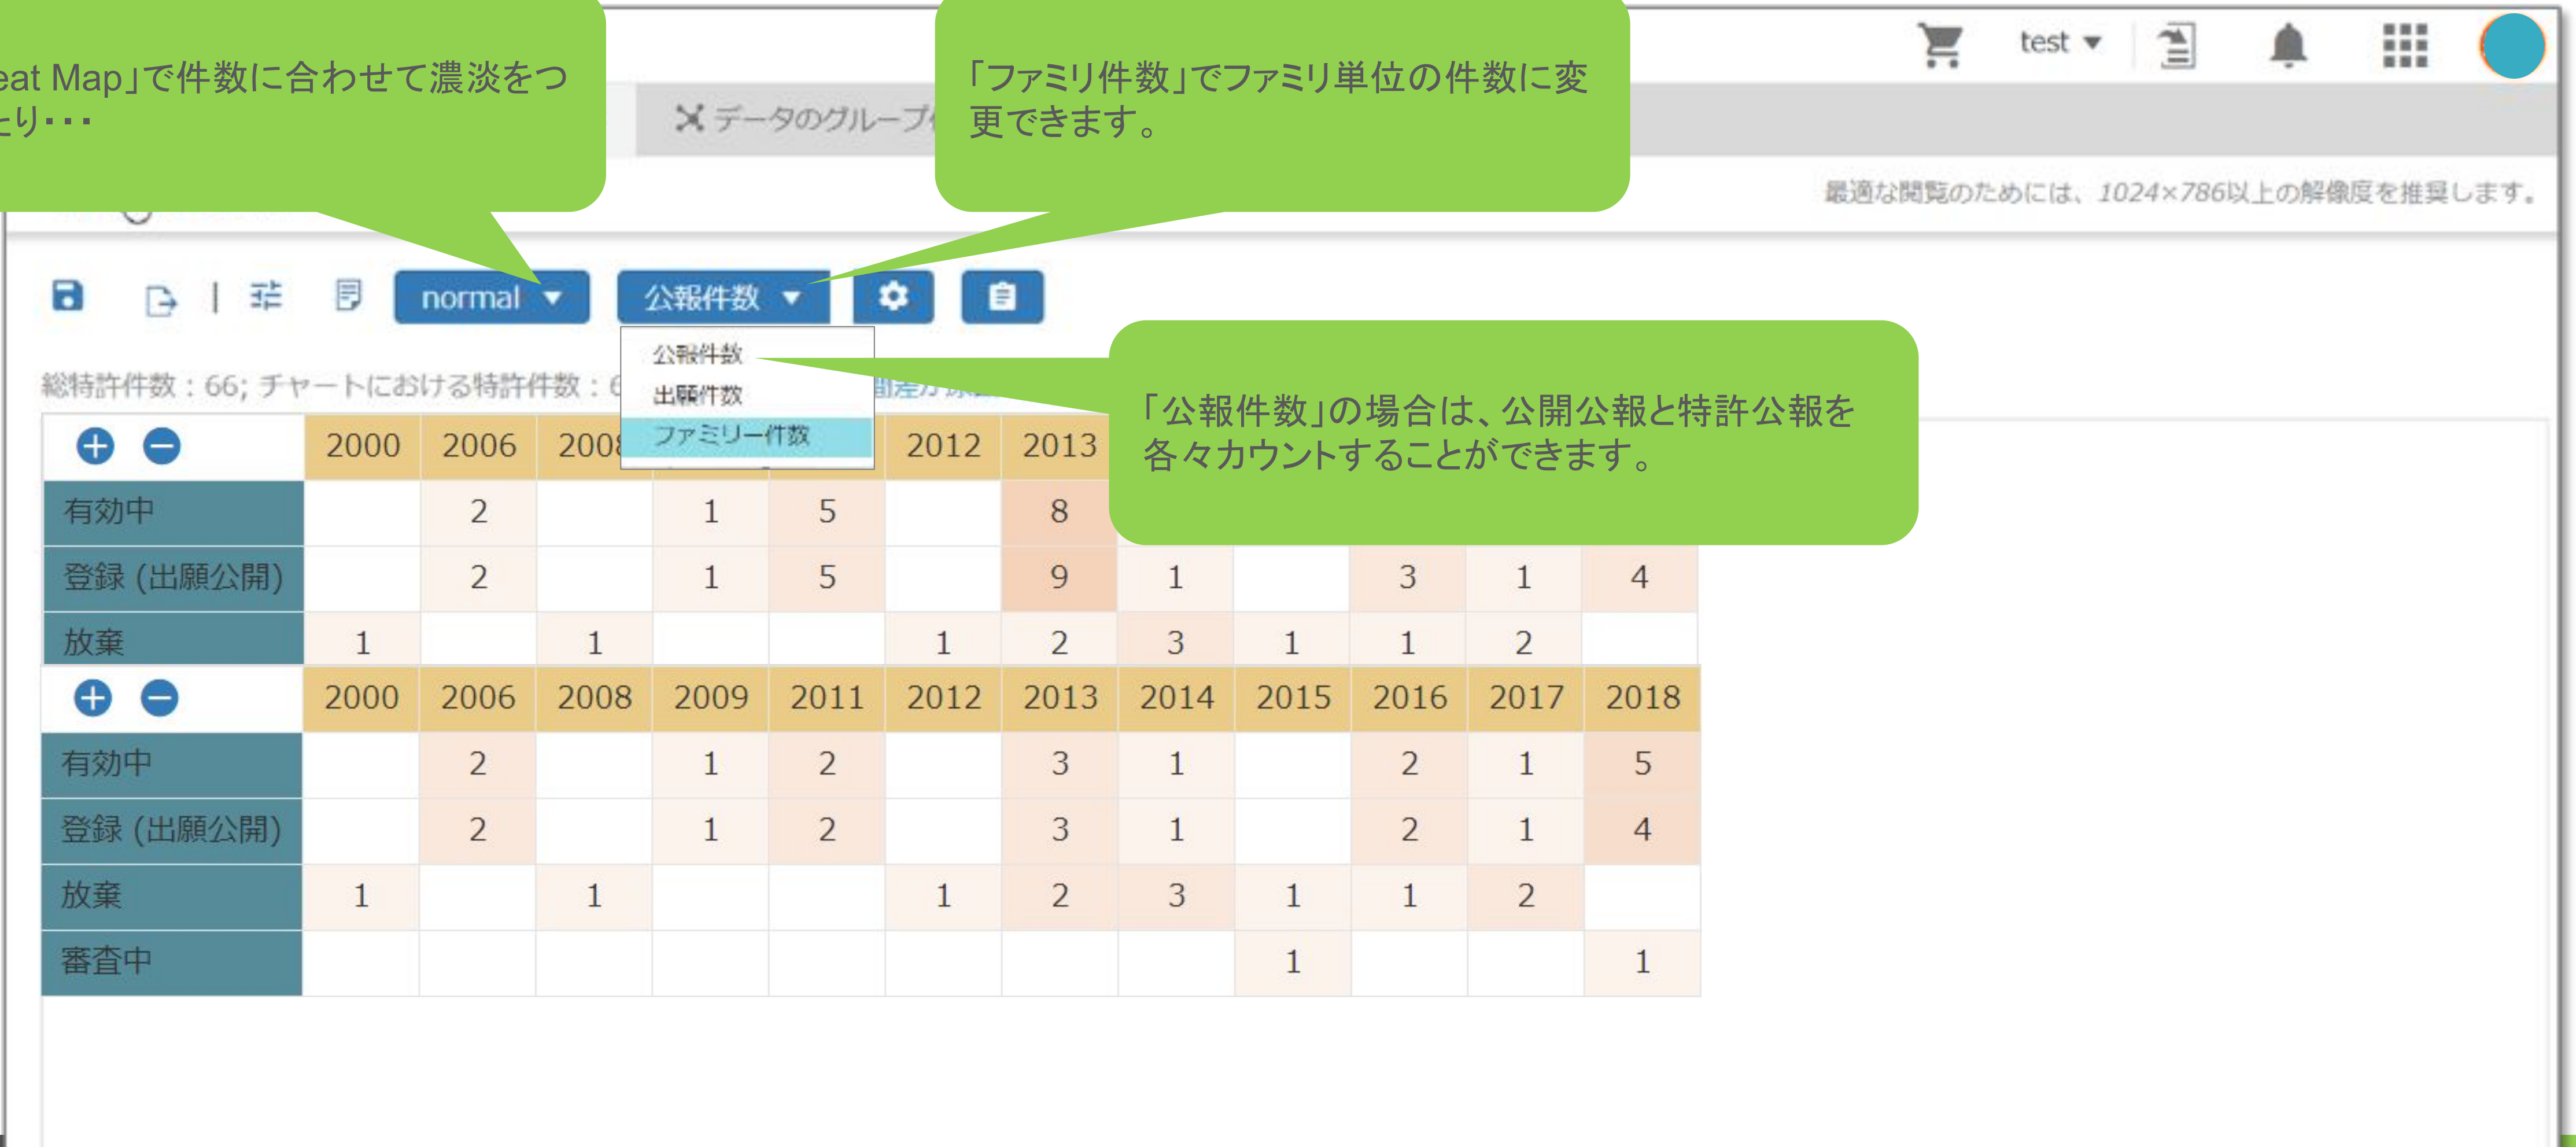 eat Map」で件数に合わせて濃淡をつ
たり・・・
「ファミリ件数」でファミリ単位の件数に変
更できます。
test
データのグループ
最適な閲覧のためには、1024×786以上の解像度を推奨します。
normal 公報件数
公報件数
出願件数
ファミリー件数
総特許件数：66; チャートにおける特許件数：6
「公報件数」の場合は、公開公報と特許公報を
各々カウントすることができます。
2000 2006 2008 2012 2013
有効中 2 1 5 8
登録 (出願公開) 2 1 5 9 1 3 1 4
放棄 1 1 1 2 3 1 1 2
2000 2006 2008 2009 2011 2012 2013 2014 2015 2016 2017 2018
有効中 2 1 2 3 1 2 1 5
登録 (出願公開) 2 1 2 3 1 2 1 4
放棄 1 1 1 2 3 1 1 2
審査中 1 1